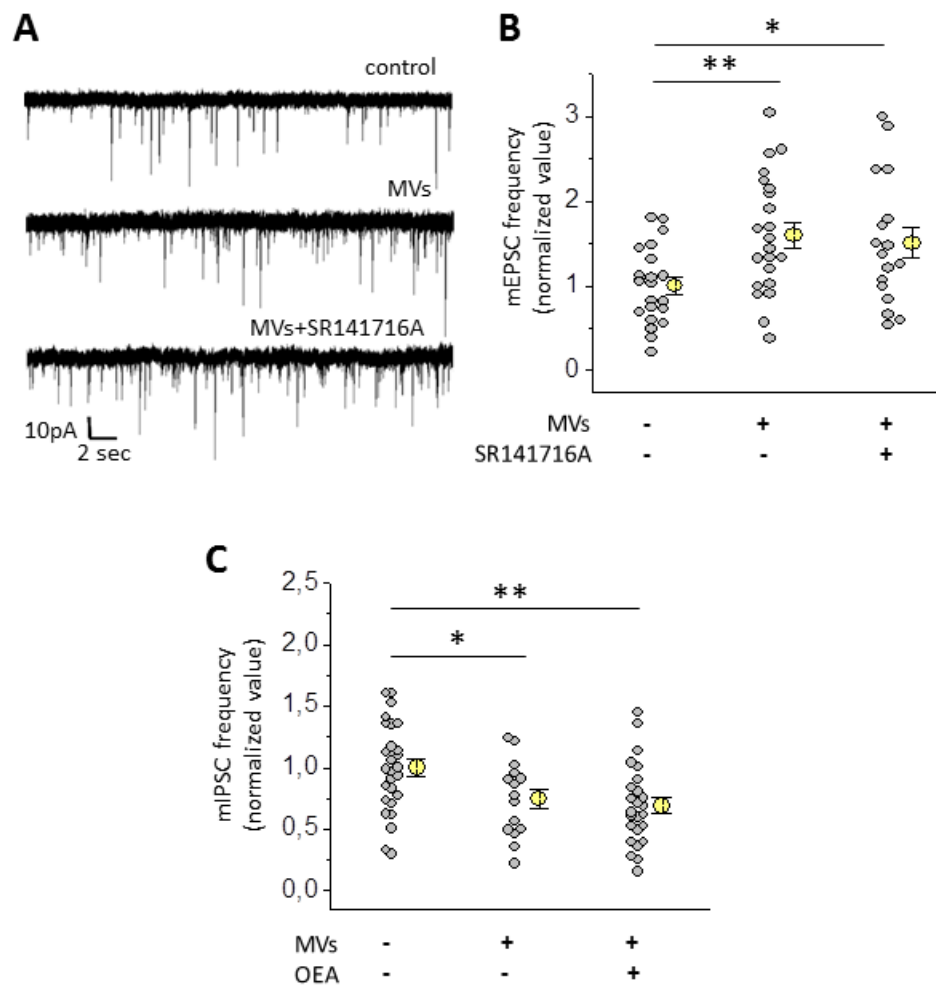 A
control
MVs
MVs+SR141716A
10pA
2 sec
B
*
**
mEPSC frequency
(normalized value)
3
2
1
0
MVs - + +
SR141716A - - +
C
**
*
mIPSC frequency
(normalized value)
2,5
2,0
1,5
1,0
0,5
0,0
MVs - + +
OEA - - +